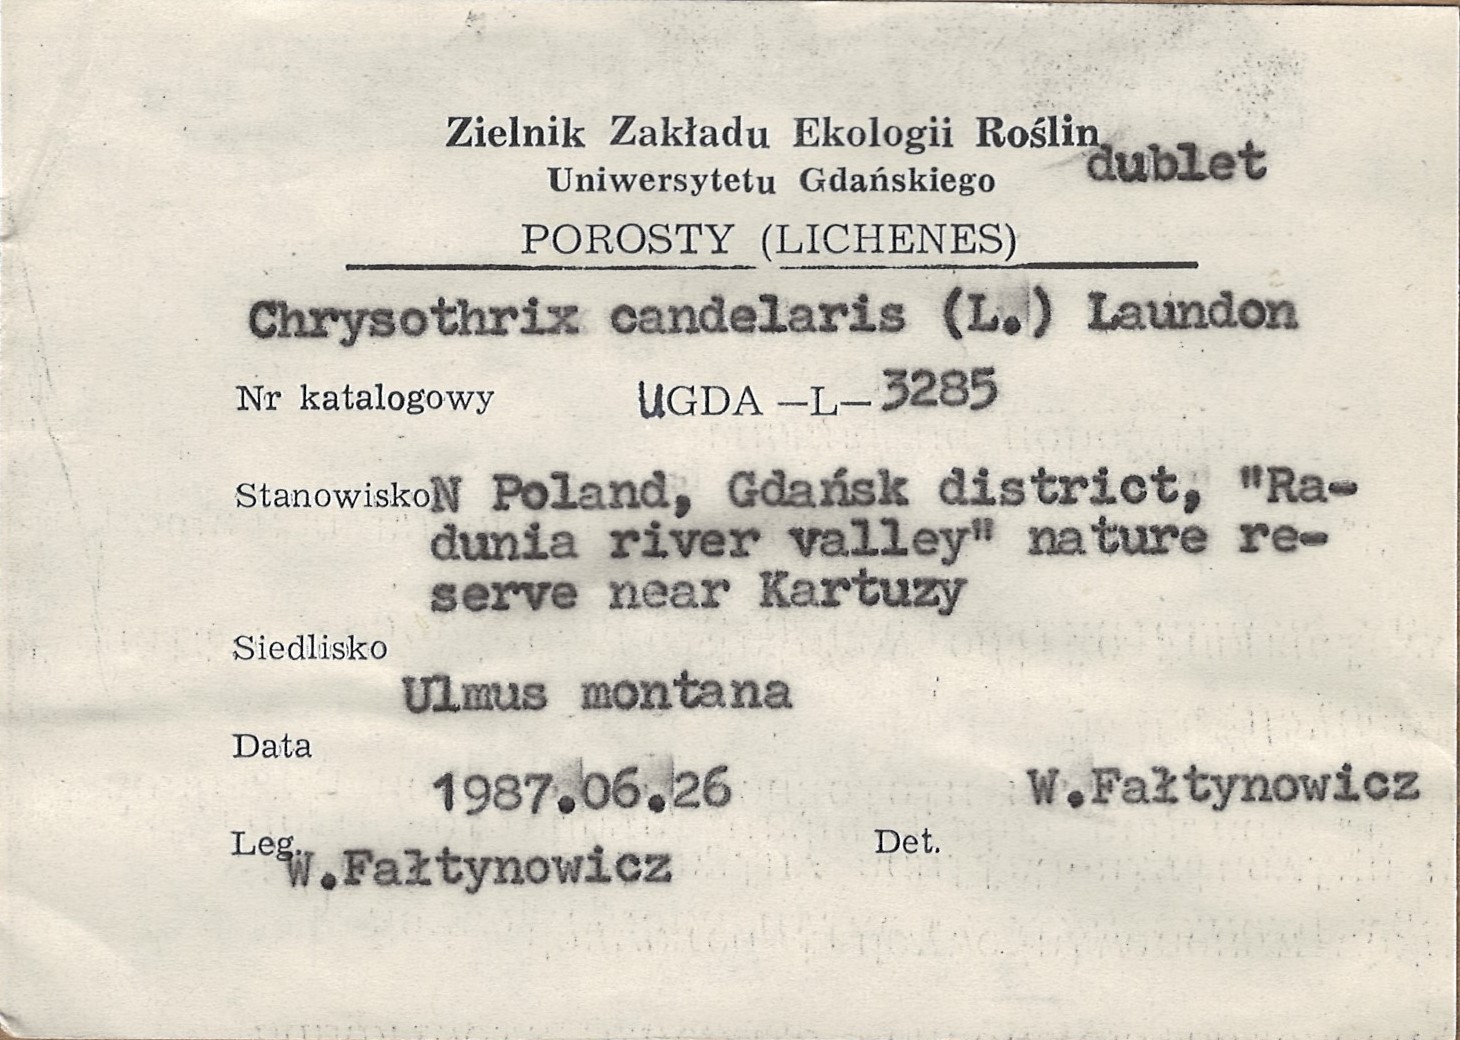 Zielnik Zakładu Ekologii Roślin
dublet
Uniwersytetu Gdańskiego
POROSTY (LICHENES)
Chrysothrix candelaris (L.) Laundon
Nr katalogowy UGDA —L— 3285
Stanowisko N Poland, Gdańsk district, "Ra-
dunia river valley" nature re-
serve near Kartuzy
Siedlisko
Ulmus montana
Data
1987.06.26
W.Fałtynowicz
Leg. W.Fałtynowicz
Det.